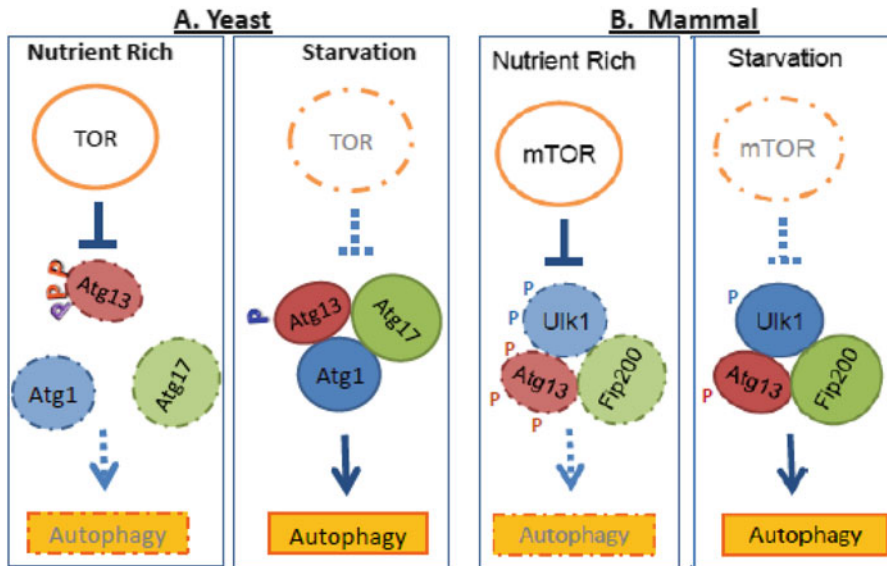 A. Yeast
Nutrient Rich
TOR
P
P
P
Atg13
Atg1
Atg17
Autophagy
Starvation
TOR
P
Atg13
Atg17
Atg1
Autophagy
B. Mammal
Nutrient Rich
mTOR
P
P
Ulk1
P
Atg13
Fip200
P
P
Autophagy
Starvation
mTOR
P
Ulk1
Atg13
Fip200
P
Autophagy